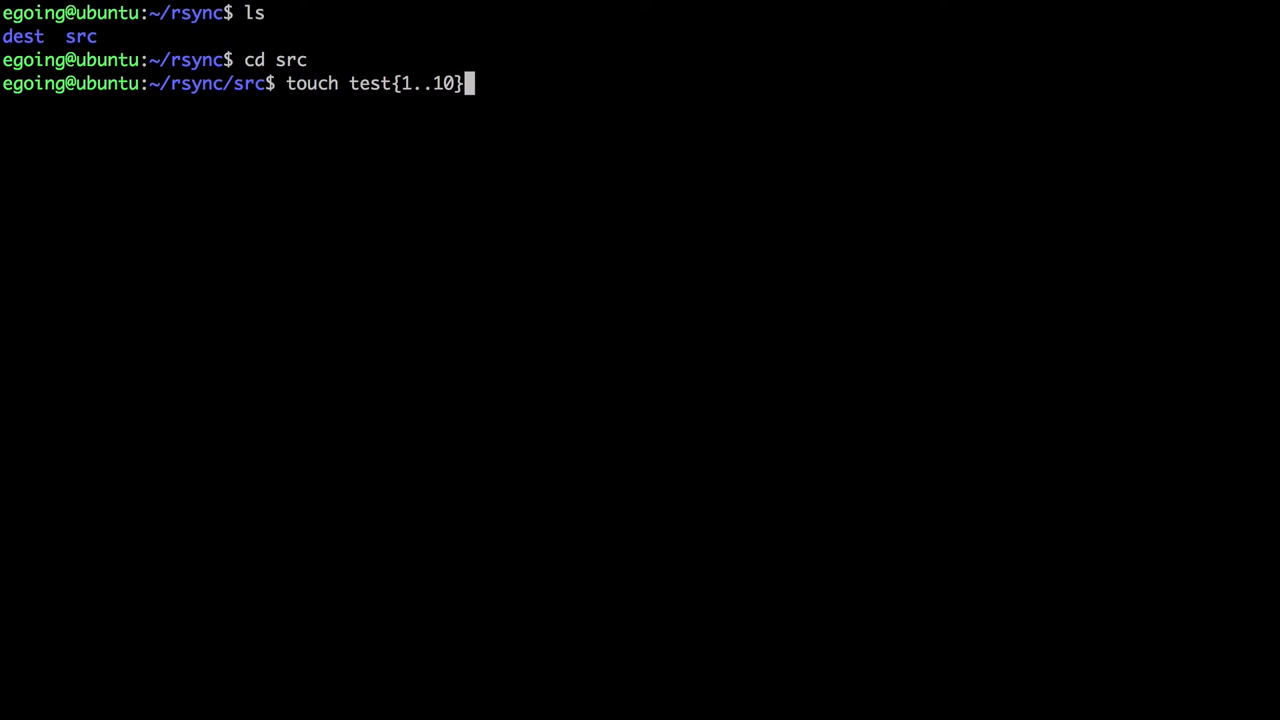 egoing@ubuntu:~/rsync$ ls
dest  src
egoing@ubuntu:~/rsync$ cd src
egoing@ubuntu:~/rsync/src$ touch test{1..10}